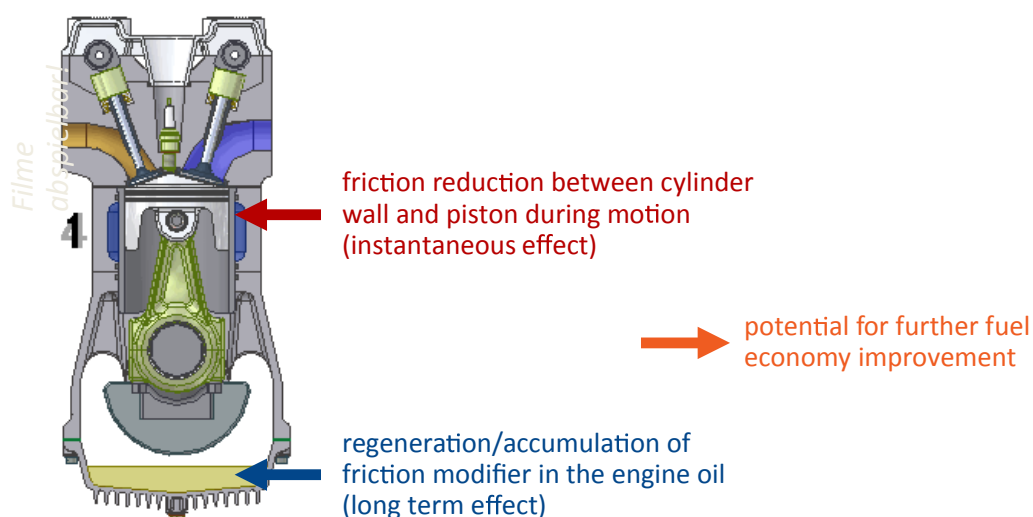 Filme
abspielbar!
1
friction reduction between cylinder
wall and piston during motion
(instantaneous effect)
potential for further fuel
economy improvement
regeneration/accumulation of
friction modifier in the engine oil
(long term effect)